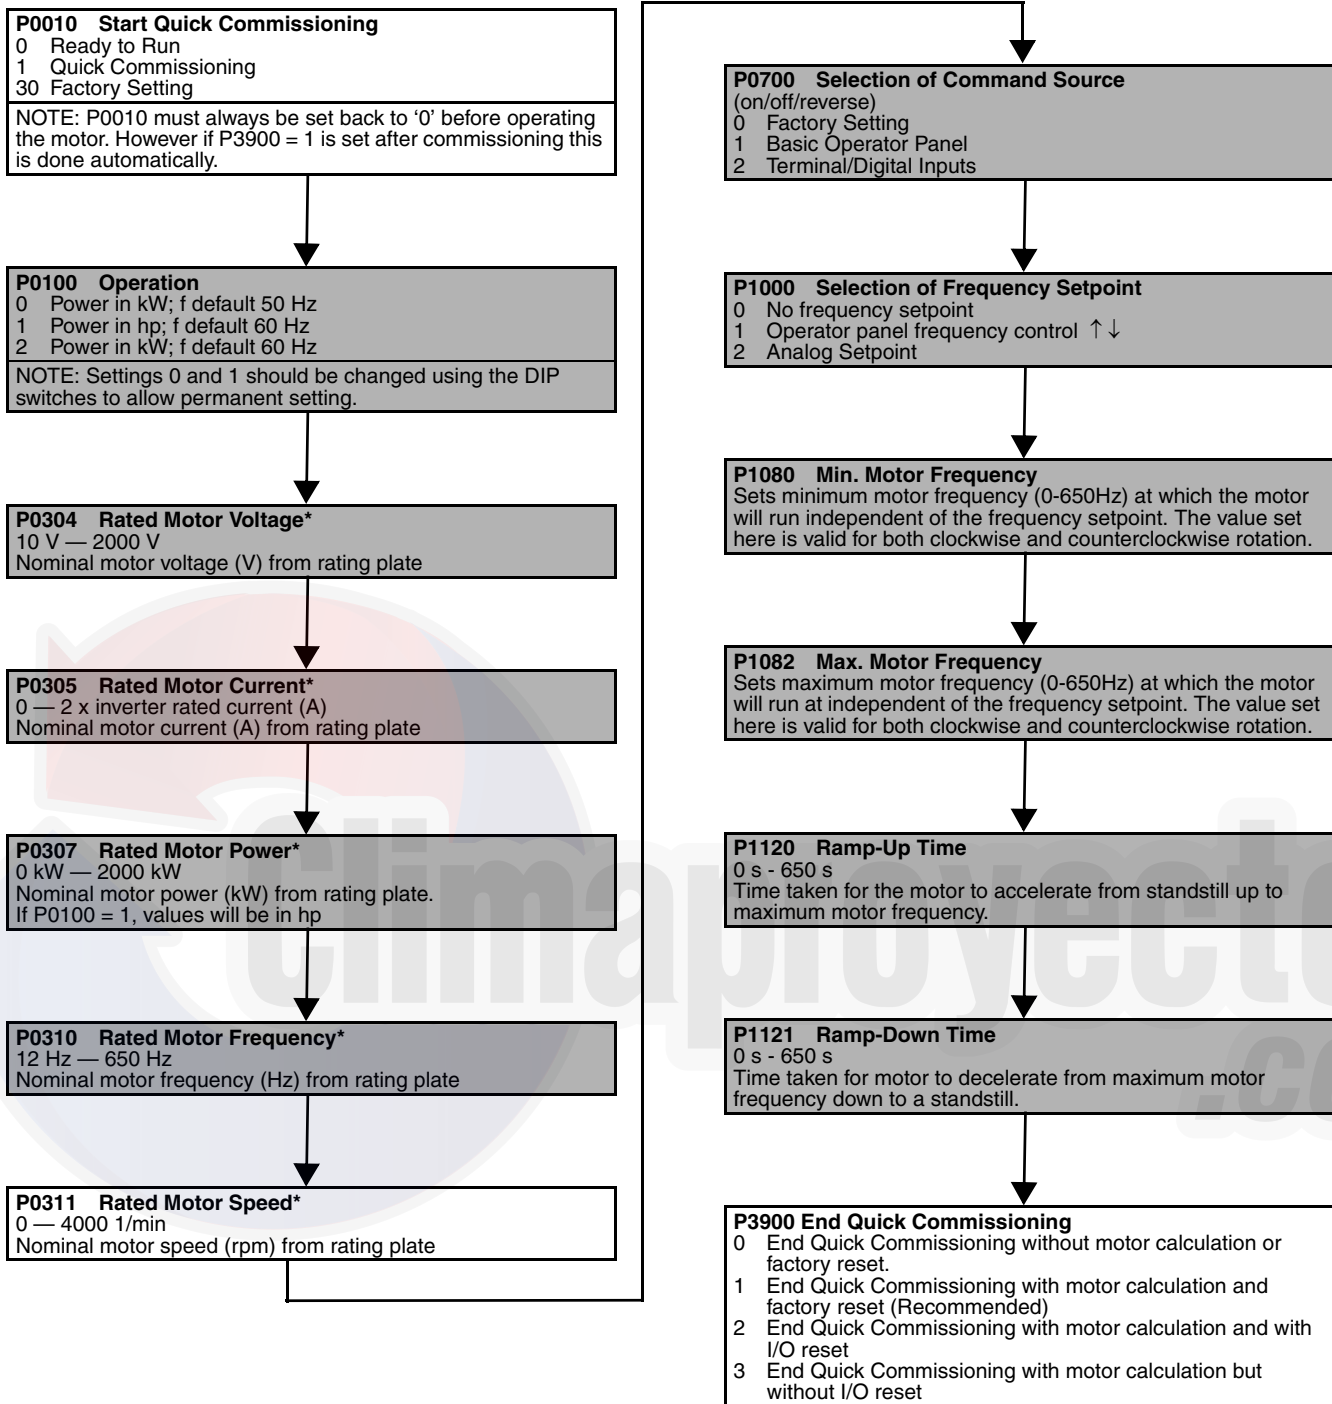 P0010 Start Quick Commissioning
0 Ready to Run
1 Quick Commissioning
30 Factory Setting
NOTE: P0010 must always be set back to ‘0’ before operating
the motor. However if P3900 = 1 is set after commissioning this
is done automatically.
P0100 Operation
0 Power in kW; f default 50 Hz
1 Power in hp; f default 60 Hz
2 Power in kW; f default 60 Hz
NOTE: Settings 0 and 1 should be changed using the DIP
switches to allow permanent setting.
P0304 Rated Motor Voltage*
10 V — 2000 V
Nominal motor voltage (V) from rating plate
P0305 Rated Motor Current*
0 — 2 x inverter rated current (A)
Nominal motor current (A) from rating plate
P0307 Rated Motor Power*
0 kW — 2000 kW
Nominal motor power (kW) from rating plate.
If P0100 = 1, values will be in hp
P0310 Rated Motor Frequency*
12 Hz — 650 Hz
Nominal motor frequency (Hz) from rating plate
P0311 Rated Motor Speed*
0 — 4000 1/min
Nominal motor speed (rpm) from rating plate
P0700 Selection of Command Source
(on/off/reverse)
0 Factory Setting
1 Basic Operator Panel
2 Terminal/Digital Inputs
P1000 Selection of Frequency Setpoint
0 No frequency setpoint
1 Operator panel frequency control ↑↓
2 Analog Setpoint
P1080 Min. Motor Frequency
Sets minimum motor frequency (0-650Hz) at which the motor
will run independent of the frequency setpoint. The value set
here is valid for both clockwise and counterclockwise rotation.
P1082 Max. Motor Frequency
Sets maximum motor frequency (0-650Hz) at which the motor
will run at independent of the frequency setpoint. The value set
here is valid for both clockwise and counterclockwise rotation.
P1120 Ramp-Up Time
0 s - 650 s
Time taken for the motor to accelerate from standstill up to
maximum motor frequency.
P1121 Ramp-Down Time
0 s - 650 s
Time taken for motor to decelerate from maximum motor
frequency down to a standstill.
P3900 End Quick Commissioning
0 End Quick Commissioning without motor calculation or
factory reset.
1 End Quick Commissioning with motor calculation and
factory reset (Recommended)
2 End Quick Commissioning with motor calculation and with
I/O reset
3 End Quick Commissioning with motor calculation but
without I/O reset
Climaproyecto
.co